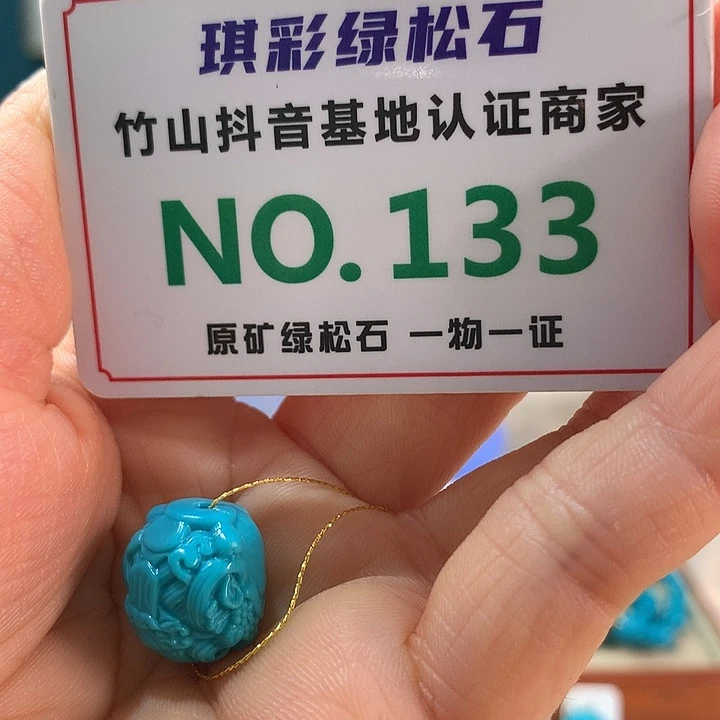 琪彩绿松石
竹山抖音基地认证商家
NO.133
原矿绿松石 一物一证